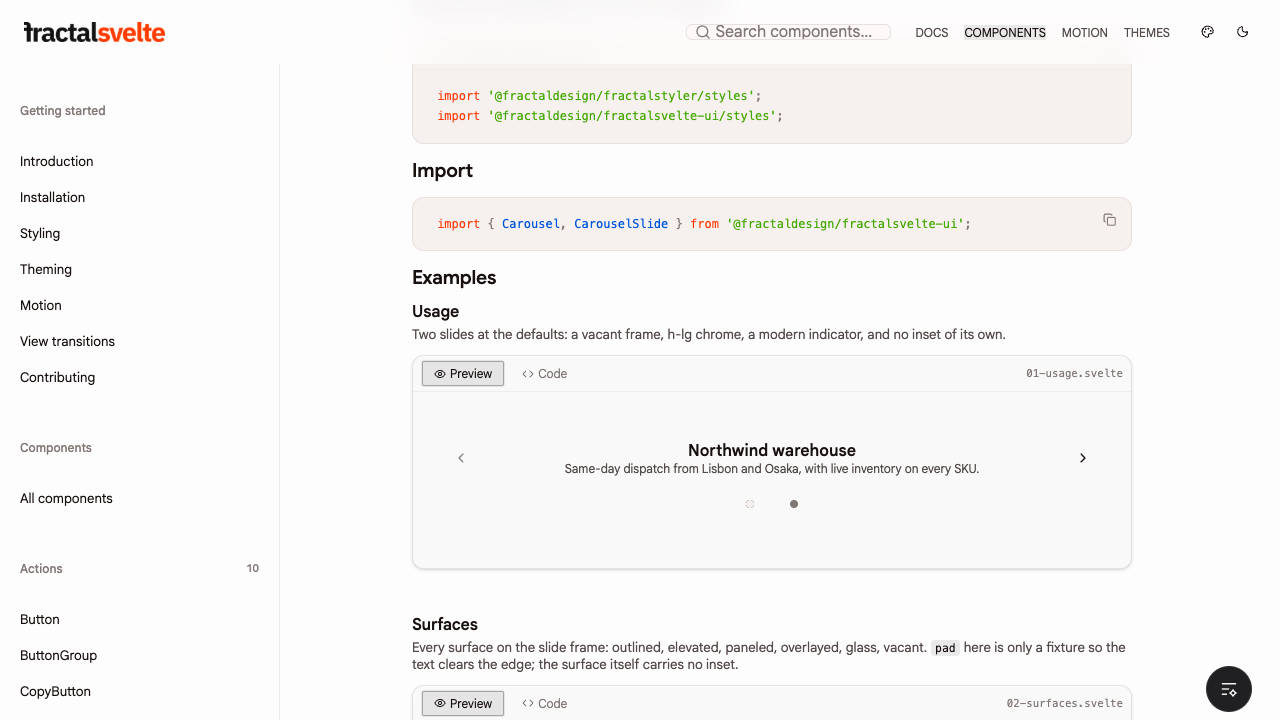 fractalsvelte
Search components...
DOCS
COMPONENTS
MOTION
THEMES
Getting started
Introduction
Installation
Styling
Theming
Motion
View transitions
Contributing
Components
All components
Actions
10
Button
ButtonGroup
CopyButton
import '@fractaldesign/fractalstyler/styles';
import '@fractaldesign/fractalsvelte-ui/styles';
Import
import { Carousel, CarouselSlide } from '@fractaldesign/fractalsvelte-ui';
Examples
Usage
Two slides at the defaults: a vacant frame, h-lg chrome, a modern indicator, and no inset of its own.
Preview
Code
01-usage.svelte
Northwind warehouse
Same-day dispatch from Lisbon and Osaka, with live inventory on every SKU.
Surfaces
Every surface on the slide frame: outlined, elevated, paneled, overlayed, glass, vacant. pad here is only a fixture so the
text clears the edge; the surface itself carries no inset.
Preview
Code
02-surfaces.svelte